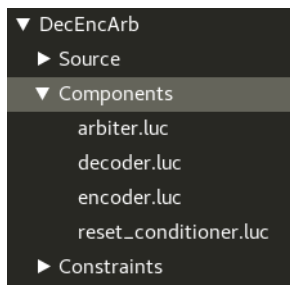 DecEncArb
Source
Components
arbiter.luc
decoder.luc
encoder.luc
reset_conditioner.luc
Constraints